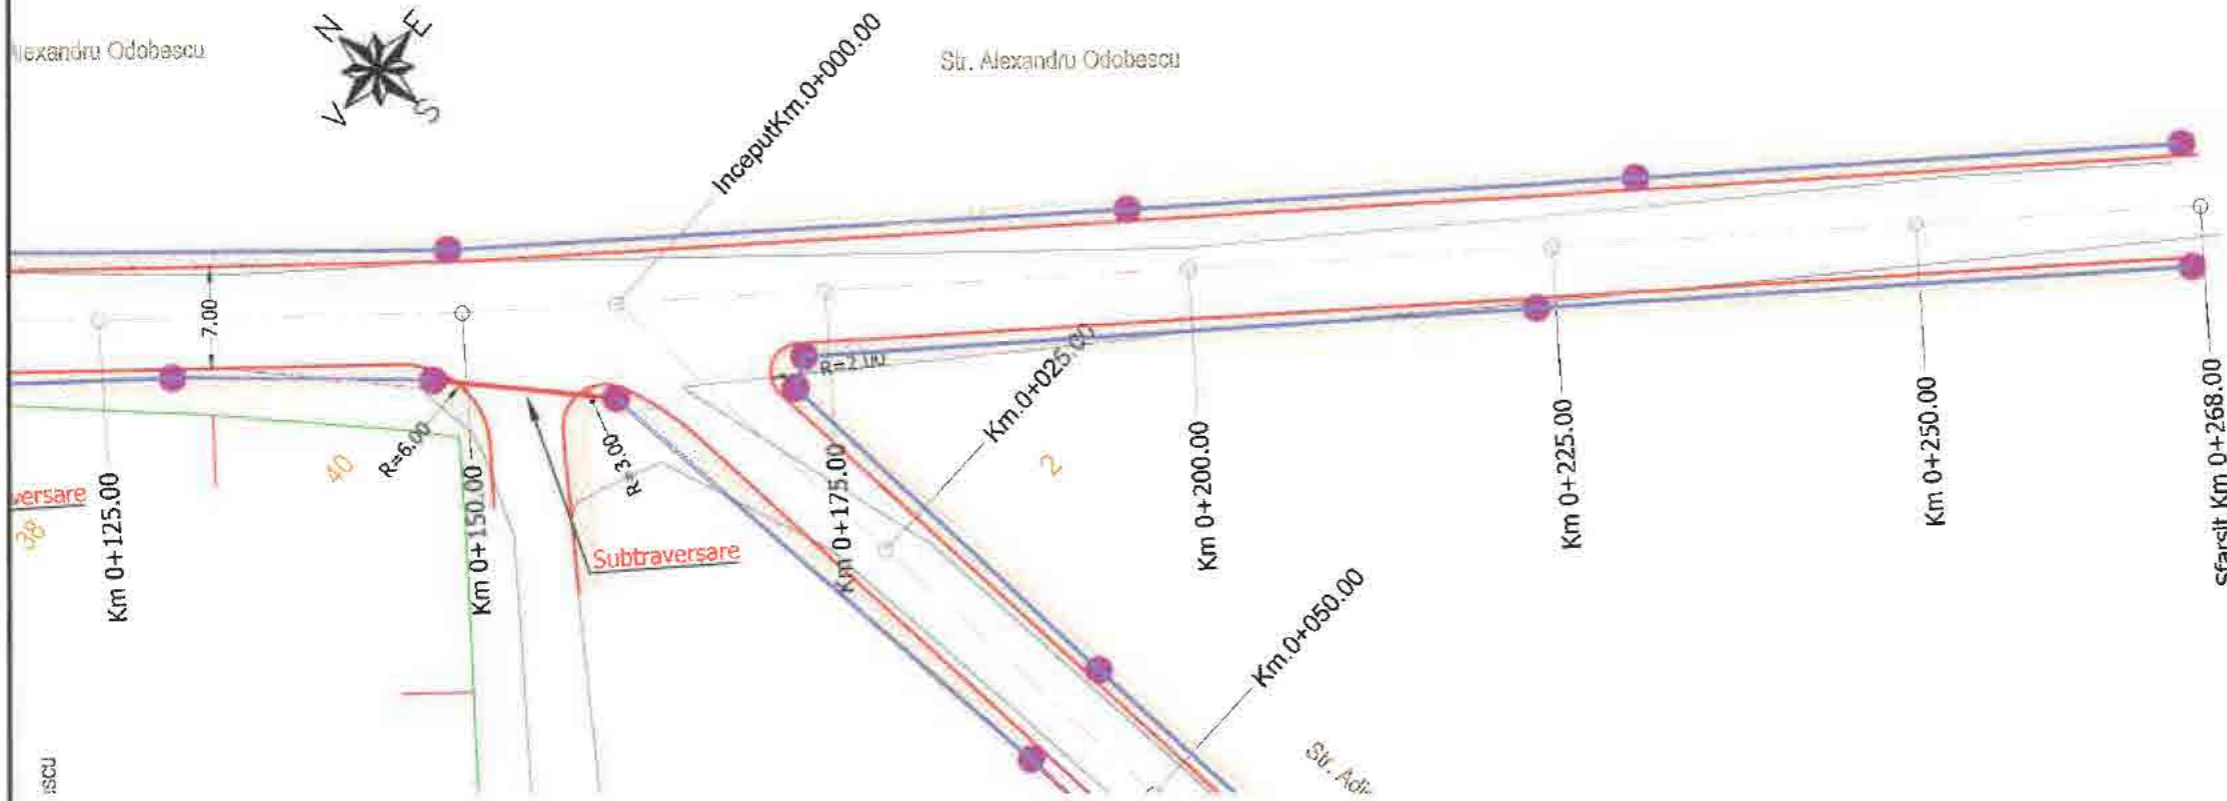 N
E
V
S
Alexandru Odobescu
Str. Alexandru Odobescu
InceputKm.0+000.00
7.00
R=2.00
Km.0+025.00
R=6.00
R=3.00
40
2
38
versare
Km 0+125.00
Km 0+150.00
Subtraversare
Km 0+175.00
Km 0+200.00
Km 0+225.00
Km 0+250.00
Sfarsit Km 0+268.00
Km.0+050.00
Str. Adi
iscu